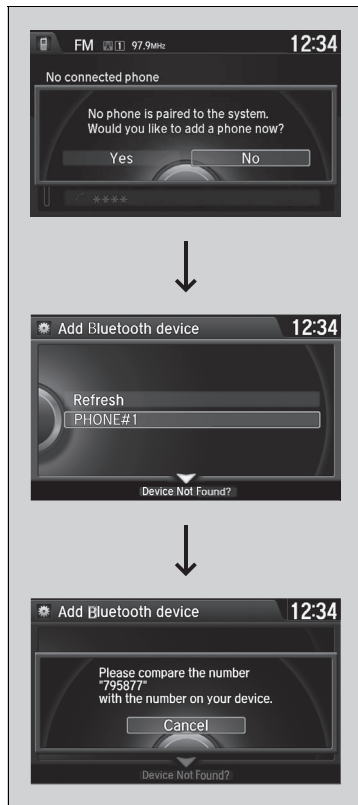 FM 1 97.9MHz 12:34
No connected phone
No phone is paired to the system.
Would you like to add a phone now?
Yes No
****
Add Bluetooth device 12:34
Refresh
PHONE#1
Device Not Found?
Add Bluetooth device 12:34
Please compare the number
"795877"
with the number on your device.
Cancel
Device Not Found?